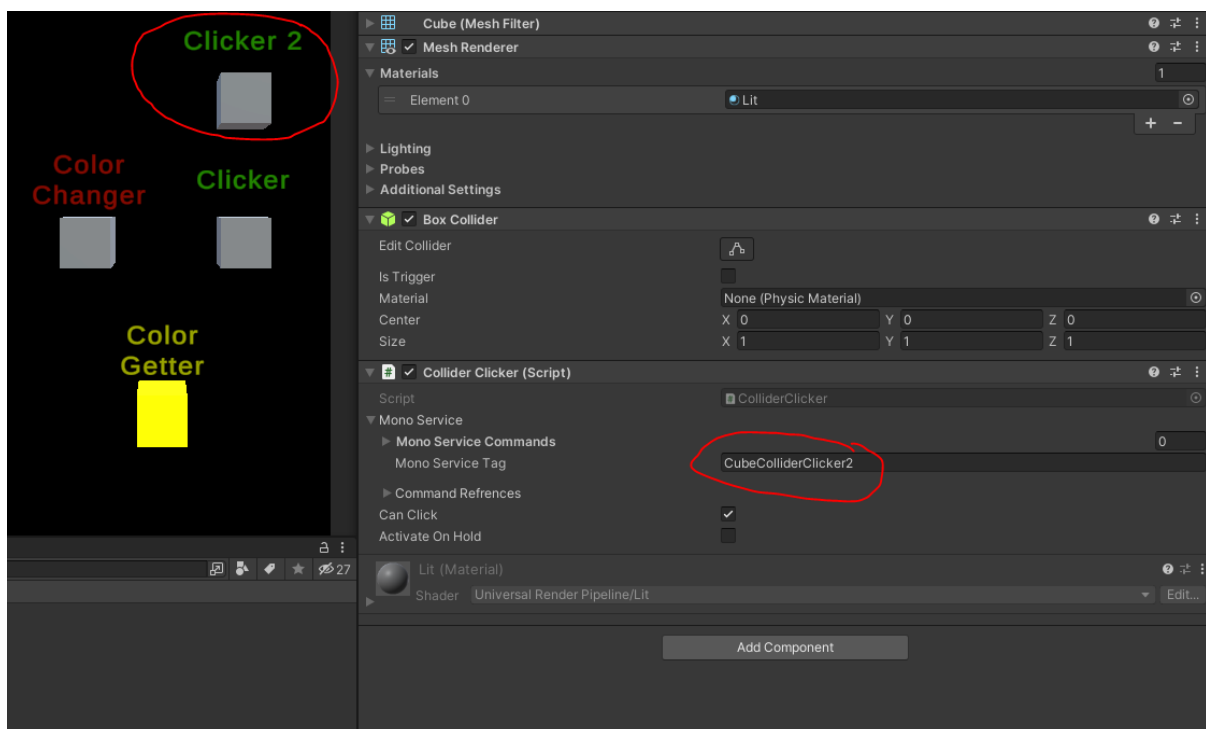 Clicker 2
Color
Changer
Clicker
Color
Getter
27
Cube (Mesh Filter)
Mesh Renderer
Materials 1
Element 0 Lit
+ -
Lighting
Probes
Additional Settings
Box Collider
Edit Collider
Is Trigger
Material None (Physic Material)
Center X 0 Y 0 Z 0
Size X 1 Y 1 Z 1
# Collider Clicker (Script)
Script # ColliderClicker
Mono Service
Mono Service Commands 0
Mono Service Tag CubeColliderClicker2
Command Refrences
Can Click
Activate On Hold
Lit (Material)
Shader Universal Render Pipeline/Lit Edit...
Add Component